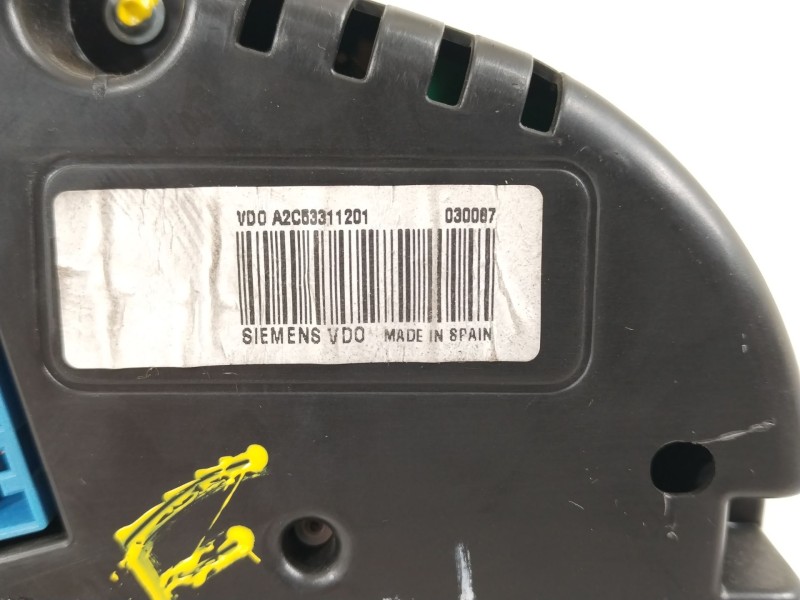 VDO A2C53311201 030087
SIEMENS VDO MADE IN SPAIN